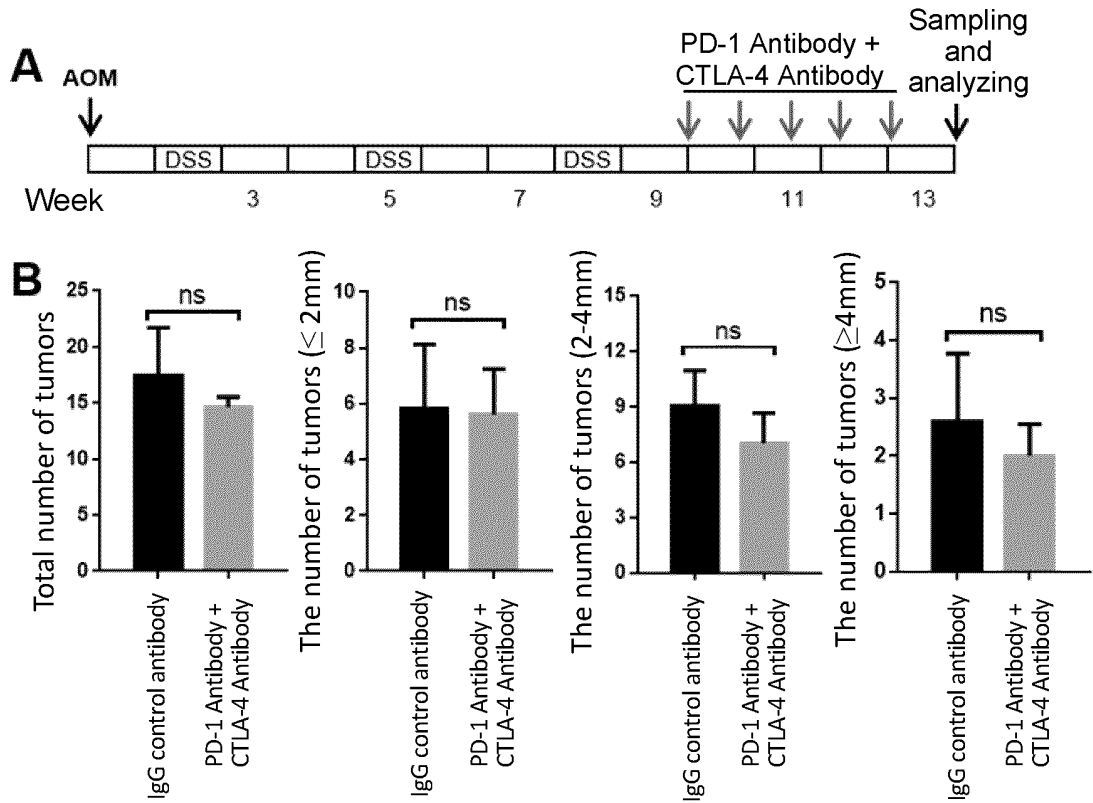 A
AOM
PD-1 Antibody +
CTLA-4 Antibody
Sampling
and
analyzing
DSS
DSS
DSS
Week
3
5
7
9
11
13
B
Total number of tumors
25
20
15
10
5
0
ns
IgG control antibody
PD-1 Antibody +
CTLA-4 Antibody
The number of tumors (≤ 2mm)
10
8
6
4
2
0
ns
IgG control antibody
PD-1 Antibody +
CTLA-4 Antibody
The number of tumors (2-4mm)
15
12
9
6
3
0
ns
IgG control antibody
PD-1 Antibody +
CTLA-4 Antibody
The number of tumors (≥4mm)
5
4
3
2
1
0
ns
IgG control antibody
PD-1 Antibody +
CTLA-4 Antibody